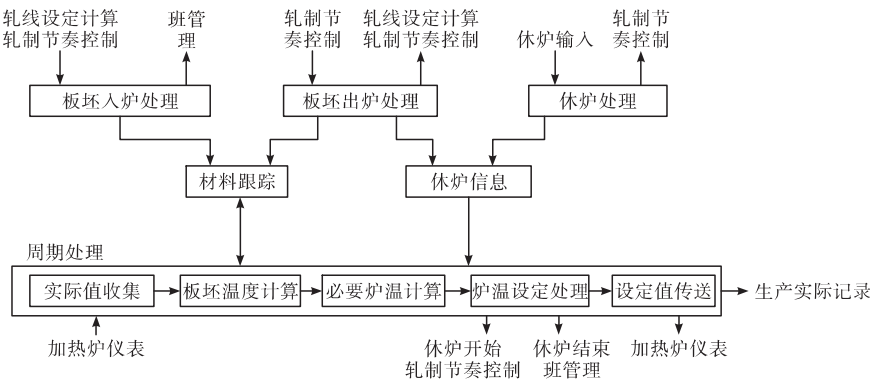 轧线设定计算
轧制节奏控制
班管
理
轧制节
奏控制
轧线设定计算
轧制节奏控制
休炉输入
轧制节
奏控制
板坯入炉处理
板坯出炉处理
休炉处理
材料跟踪
休炉信息
周期处理
实际值收集
板坯温度计算
必要炉温计算
炉温设定处理
设定值传送
生产实际记录
加热炉仪表
休炉开始
轧制节奏控制
休炉结束
班管理
加热炉仪表